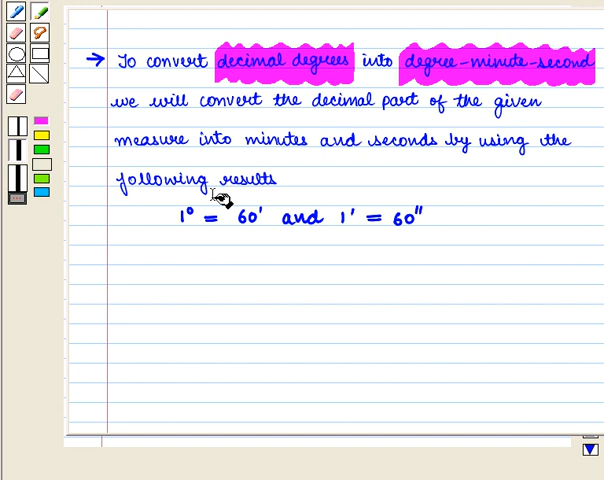 → To convert decimal degrees into degree-minute-second
we will convert the decimal part of the given
measure into minutes and seconds by using the
following results
1° = 60' and 1' = 60"